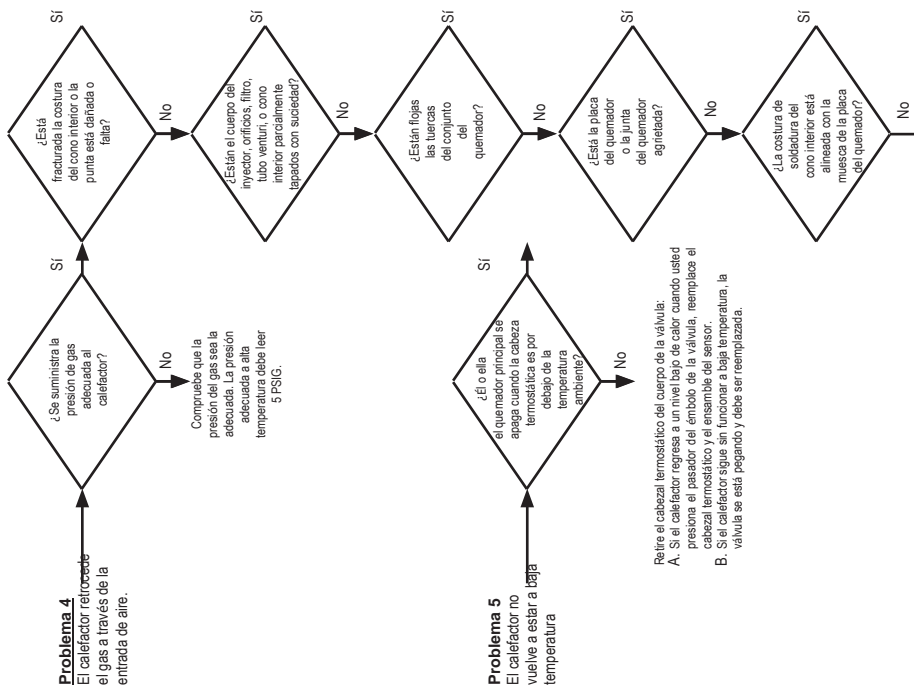 Problema 4
El calefactor retrocede
el gas a través de la
entrada de aire.
¿Se suministra la
presión de gas
adecuada al
calefactor?
Sí
No
Compruebe que la
presión del gas sea la
adecuada. La presión
adecuada a alta
temperatura debe leer
5 PSIG.
¿Está
fracturada la costura
del cono interior o la
punta está dañada o
falta?
Sí
No
¿Están el cuerpo del
inyector, orificios, filtro,
tubo venturi, o cono
interior parcialmente
tapados con suciedad?
Sí
No
¿Están flojas
las tuercas
del conjunto
del
quemador?
Sí
No
¿Está la placa
del quemador
o la junta
del quemador
agrietada?
Sí
No
¿La costura de
soldadura del
cono interior está
alineada con la
muesca de la placa
del quemador?
Sí
No
Problema 5
El calefactor no
vuelve a estar a baja
temperatura
¿Él o ella
el quemador principal se
apaga cuando la cabeza
termostática es por
debajo de la
temperatura
ambiente?
Sí
No
Retire el cabezal termostático del cuerpo de la válvula:
A. Si el calefactor regresa a un nivel bajo de calor cuando usted
presiona el pasador del émbolo de la válvula, reemplace el
cabezal termostático y el ensamble del sensor.
B. Si el calefactor sigue sin funcionar a baja temperatura, la
válvula se está pegando y debe ser reemplazada.